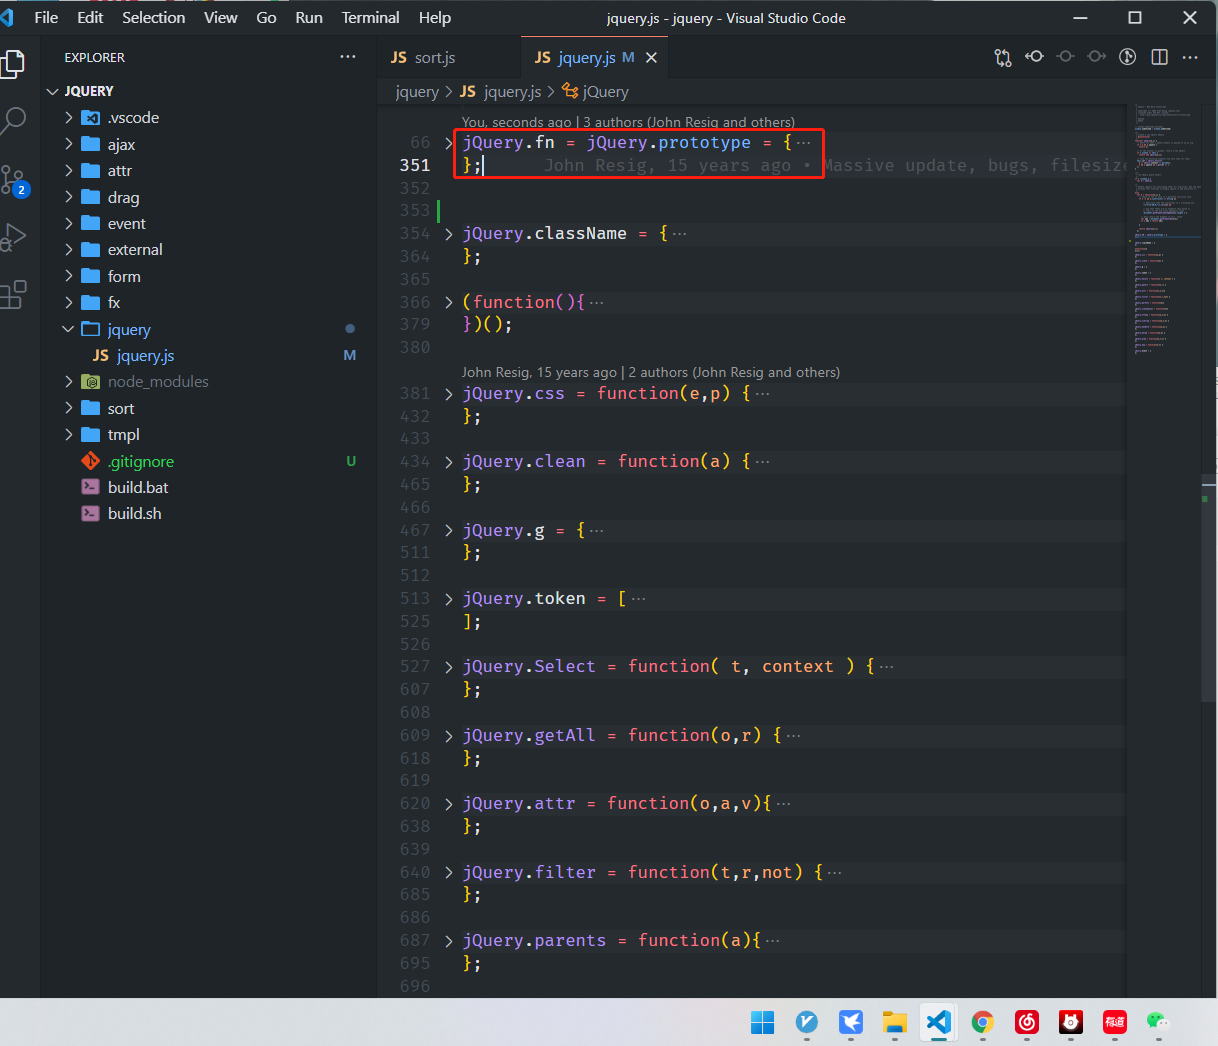 File Edit Selection View Go Run Terminal Help
jquery.js - jquery - Visual Studio Code
EXPLORER
JQUERY
.vscode
ajax
attr
drag
event
external
form
fx
jquery
JS jquery.js M
node_modules
sort
tmpl
.gitignore U
build.bat
build.sh
2
JS sort.js
JS jquery.js M
jquery > JS jquery.js > jQuery
You, seconds ago | 3 authors (John Resig and others)
66 jQuery.fn = jQuery.prototype = {···
351 }; John Resig, 15 years ago • Massive update, bugs, filesize
352
353
354 jQuery.className = {···
364 };
365
366 (function(){···
379 })();
380
John Resig, 15 years ago | 2 authors (John Resig and others)
381 jQuery.css = function(e,p) {···
432 };
433
434 jQuery.clean = function(a) {···
465 };
466
467 jQuery.g = {···
511 };
512
513 jQuery.token = [···
525 ];
526
527 jQuery.Select = function( t, context ) {···
607 };
608
609 jQuery.getAll = function(o,r) {···
618 };
619
620 jQuery.attr = function(o,a,v){···
638 };
639
640 jQuery.filter = function(t,r,not) {···
685 };
686
687 jQuery.parents = function(a){···
695 };
696
有道